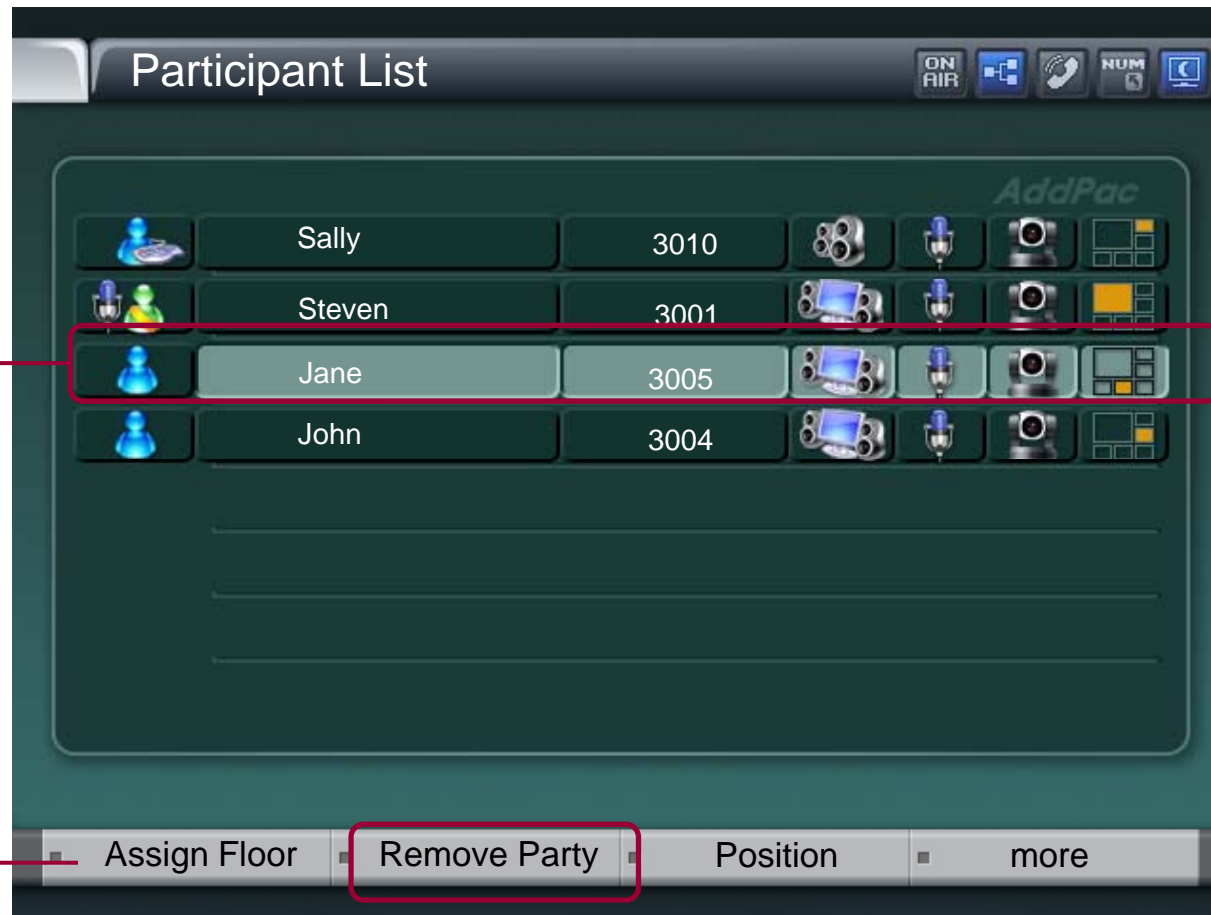 Participant List
ON AIR
NUM
AddPac
Sally 3010
Steven 3001
Jane 3005
John 3004
Assign Floor Remove Party Position more